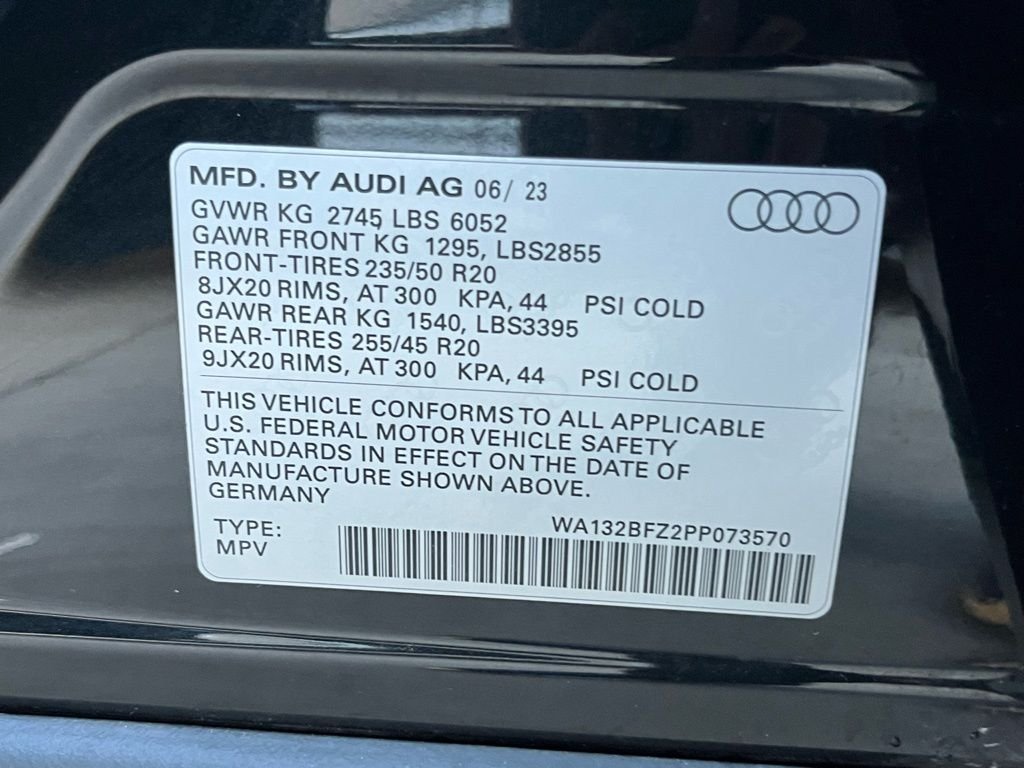 MFD. BY AUDI AG 06/ 23
GVWR KG 2745, LBS 6052
GAWR FRONT KG 1295, LBS2855
FRONT-TIRES 235/50 R20
8JX20 RIMS, AT 300 KPA, 44 PSI COLD
GAWR REAR KG 1540, LBS3395
REAR-TIRES 255/45 R20
9JX20 RIMS, AT 300 KPA, 44 PSI COLD
THIS VEHICLE CONFORMS TO ALL APPLICABLE
U.S. FEDERAL MOTOR VEHICLE SAFETY
STANDARDS IN EFFECT ON THE DATE OF
MANUFACTURE SHOWN ABOVE.
GERMANY
WA132BFZ2PP073570
TYPE:
MPV